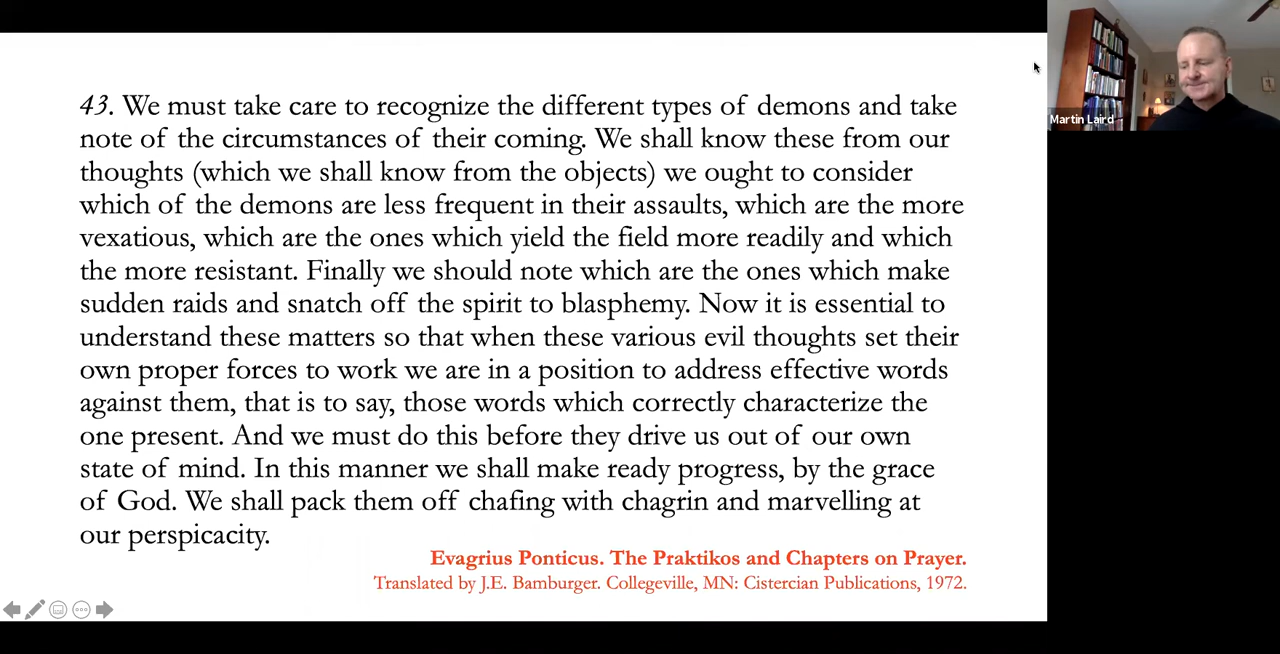 43. We must take care to recognize the different types of demons and take
note of the circumstances of their coming. We shall know these from our
thoughts (which we shall know from the objects) we ought to consider
which of the demons are less frequent in their assaults, which are the more
vexatious, which are the ones which yield the field more readily and which
the more resistant. Finally we should note which are the ones which make
sudden raids and snatch off the spirit to blasphemy. Now it is essential to
understand these matters so that when these various evil thoughts set their
own proper forces to work we are in a position to address effective words
against them, that is to say, those words which correctly characterize the
one present. And we must do this before they drive us out of our own
state of mind. In this manner we shall make ready progress, by the grace
of God. We shall pack them off chafing with chagrin and marvelling at
our perspicacity.
Evagrius Ponticus. The Praktikos and Chapters on Prayer.
Translated by J.E. Bamburger. Collegeville, MN: Cistercian Publications, 1972.
Martin Laird